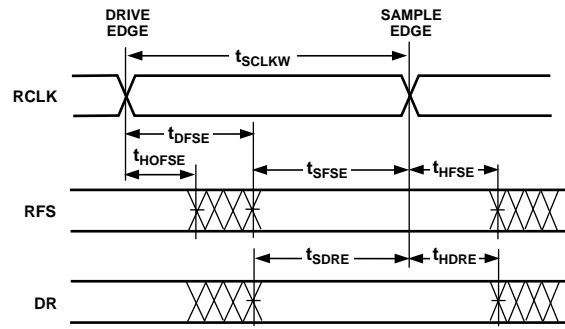 DRIVE EDGE
SAMPLE EDGE
tSCLKW
RCLK
tDFSE
tHOFSE
tSFSE
tHFSE
RFS
tSDRE
tHDRE
DR